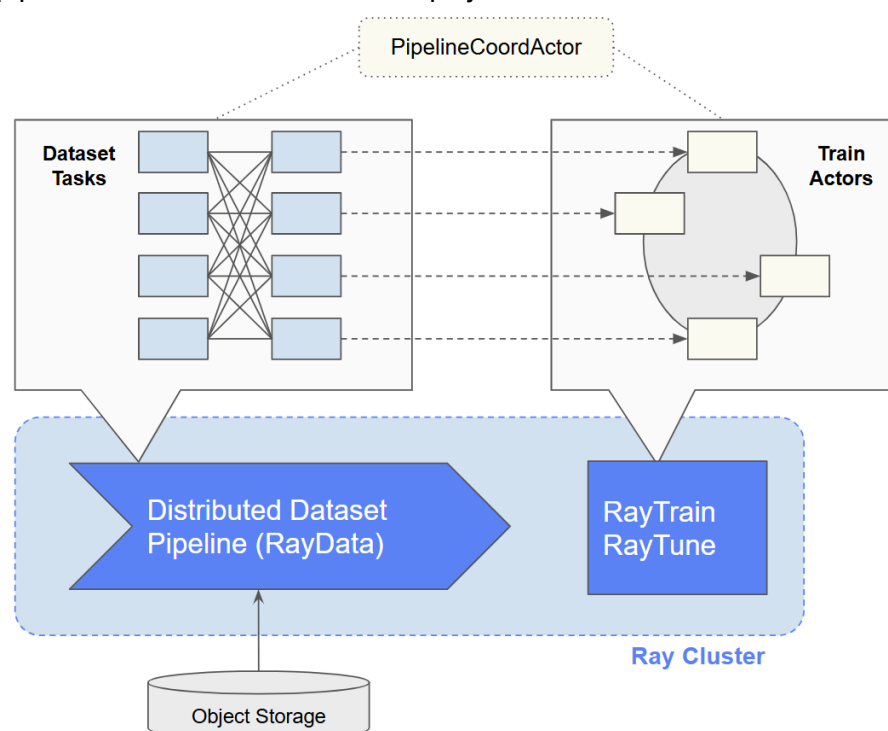 PipelineCoordActor
Dataset
Tasks
Train
Actors
Distributed Dataset
Pipeline (RayData)
RayTrain
RayTune
Ray Cluster
Object Storage